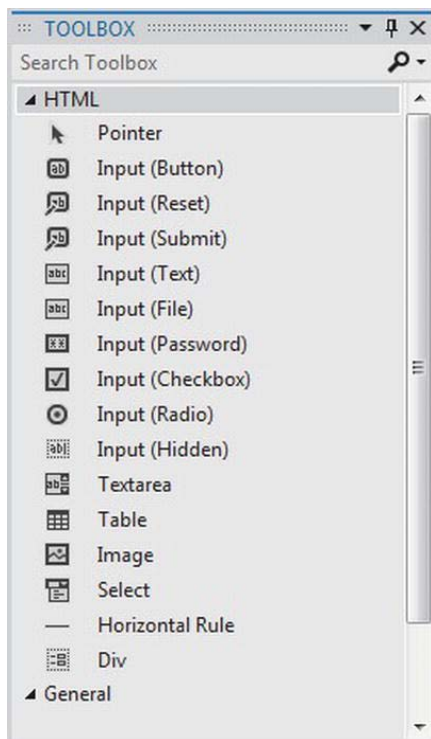 TOOLBOX
Search Toolbox
HTML
Pointer
Input (Button)
Input (Reset)
Input (Submit)
Input (Text)
Input (File)
Input (Password)
Input (Checkbox)
Input (Radio)
Input (Hidden)
Textarea
Table
Image
Select
Horizontal Rule
Div
General